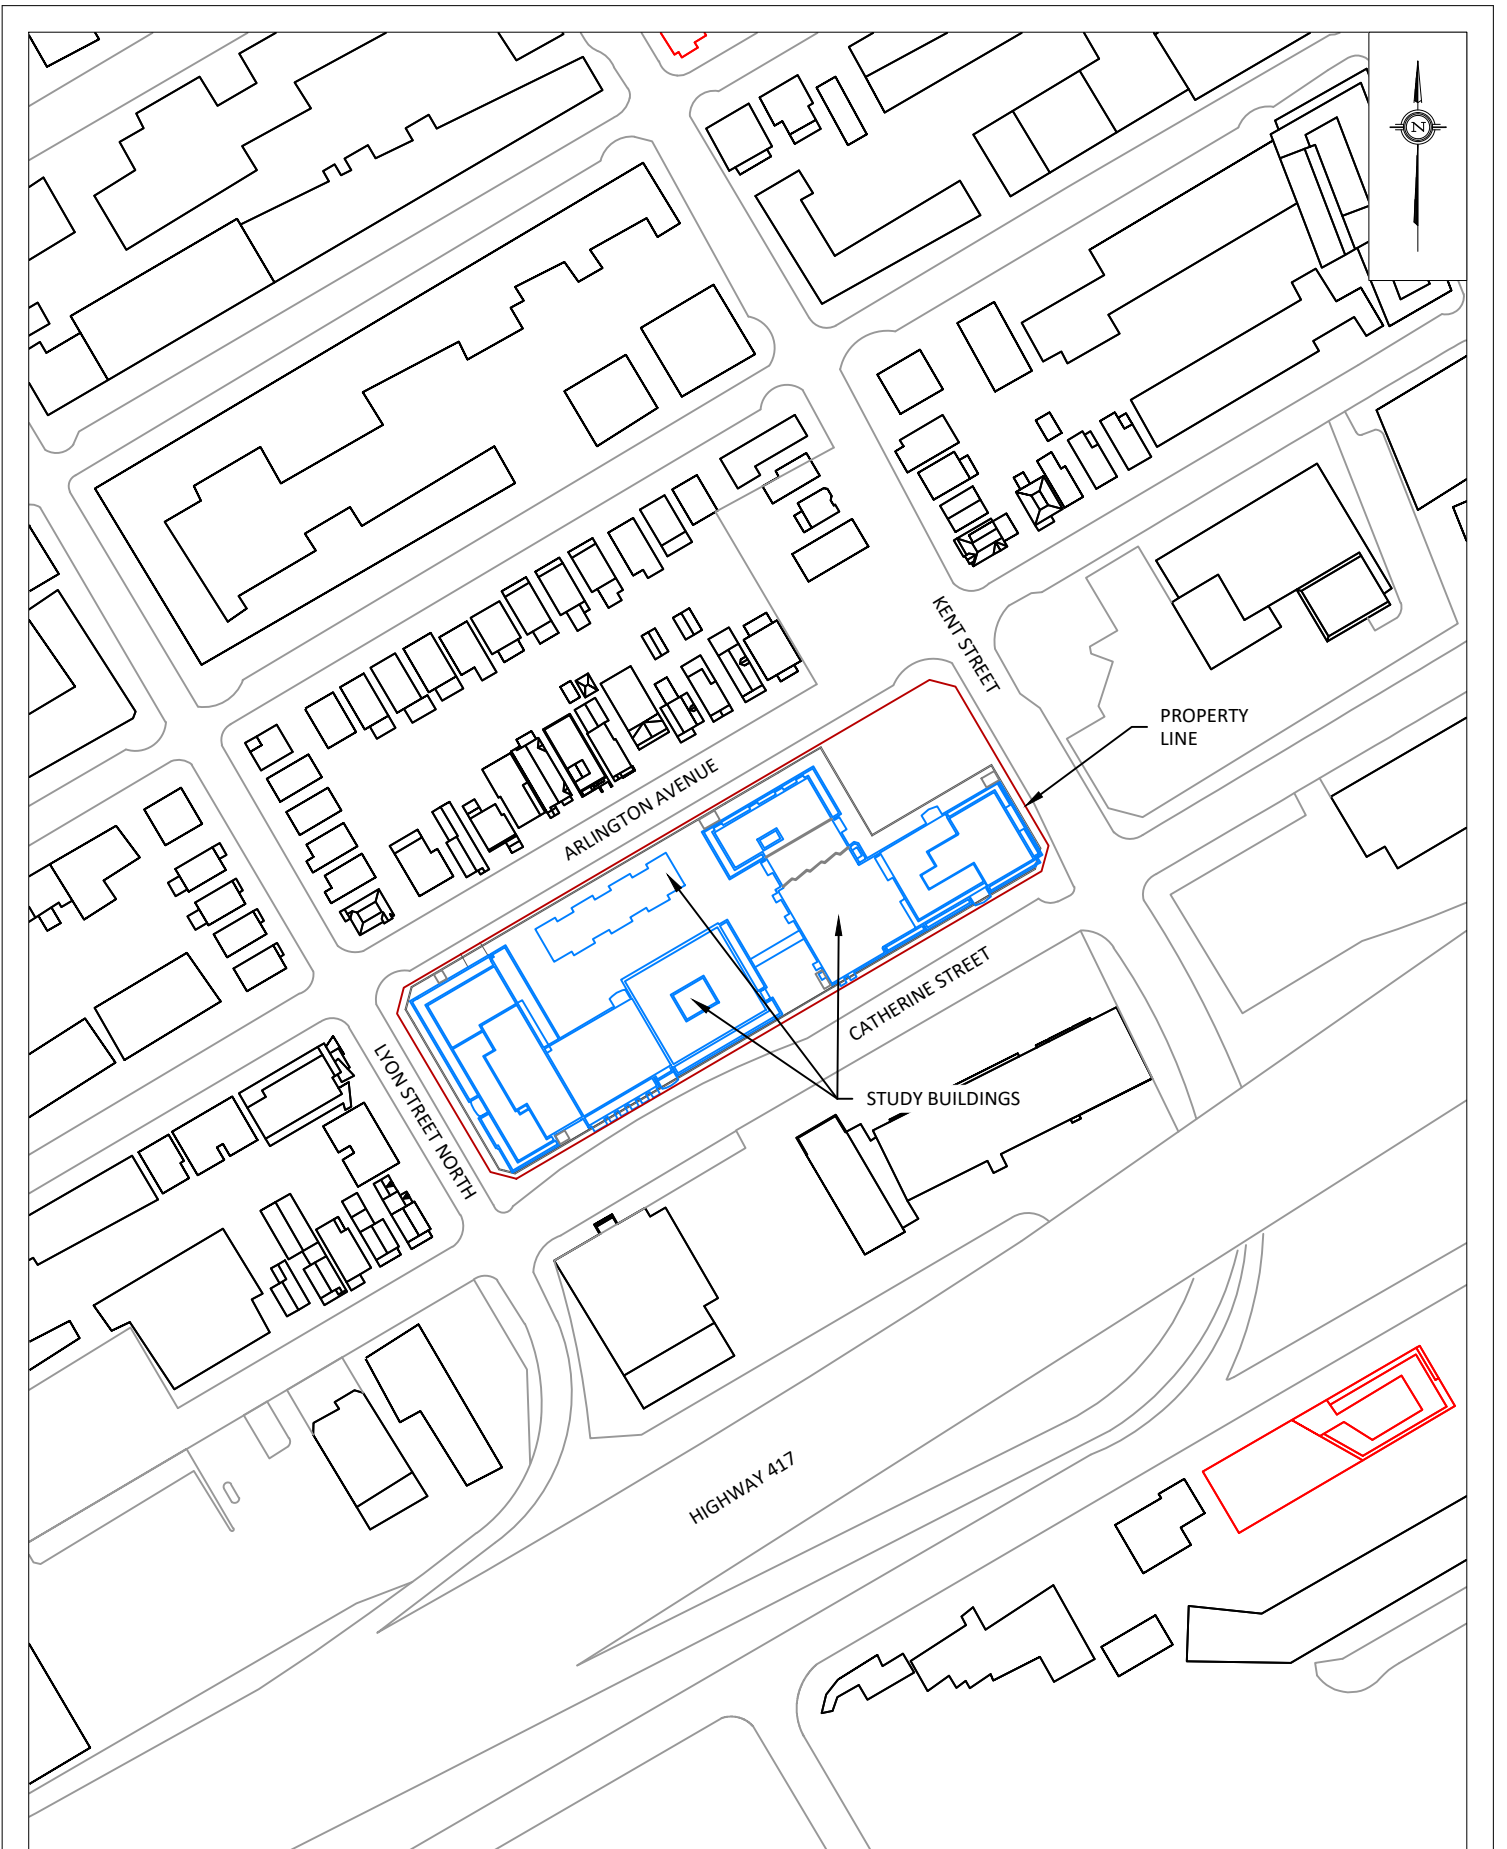 N
KENT STREET
PROPERTY
LINE
ARLINGTON AVENUE
CATHERINE STREET
LYON STREET NORTH
STUDY BUILDINGS
HIGHWAY 417